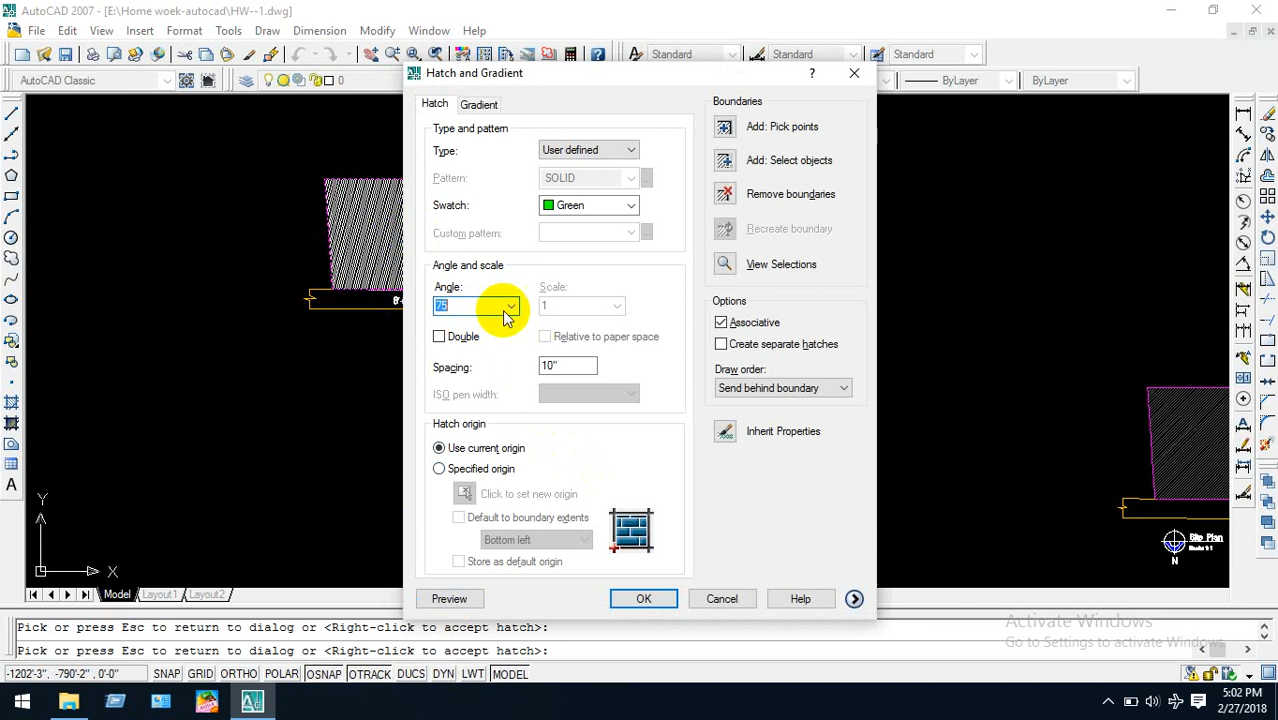 AutoCAD 2007 - [E:\Home woek-autocad\HW--1.dwg]
File Edit View Insert Format Tools Draw Dimension Modify Window Help
Standard Standard Standard
AutoCAD Classic 0 ByLayer ByLayer
Hatch and Gradient
Hatch Gradient
Type and pattern
Type: User defined
Pattern: SOLID
Swatch: Green
Custom pattern:
Angle and scale
Angle: Scale:
75 1
Double Relative to paper space
Spacing: 10"
ISO pen width:
Hatch origin
Use current origin
Specified origin
Click to set new origin
Default to boundary extents
Bottom left
Store as default origin
Boundaries
Add: Pick points
Add: Select objects
Remove boundaries
Recreate boundary
View Selections
Options
Associative
Create separate hatches
Draw order:
Send behind boundary
Inherit Properties
Preview OK Cancel Help
Y
X
Site Plan
N
Model Layout1 Layout2
Pick or press Esc to return to dialog or <Right-click to accept hatch>:
Pick or press Esc to return to dialog or <Right-click to accept hatch>:
Activate Windows
Go to Settings to activate Windows.
-1202'-3", -790'-2" , 0'-0" SNAP GRID ORTHO POLAR OSNAP OTRACK DUCS DYN LWT MODEL
5:02 PM
2/27/2018